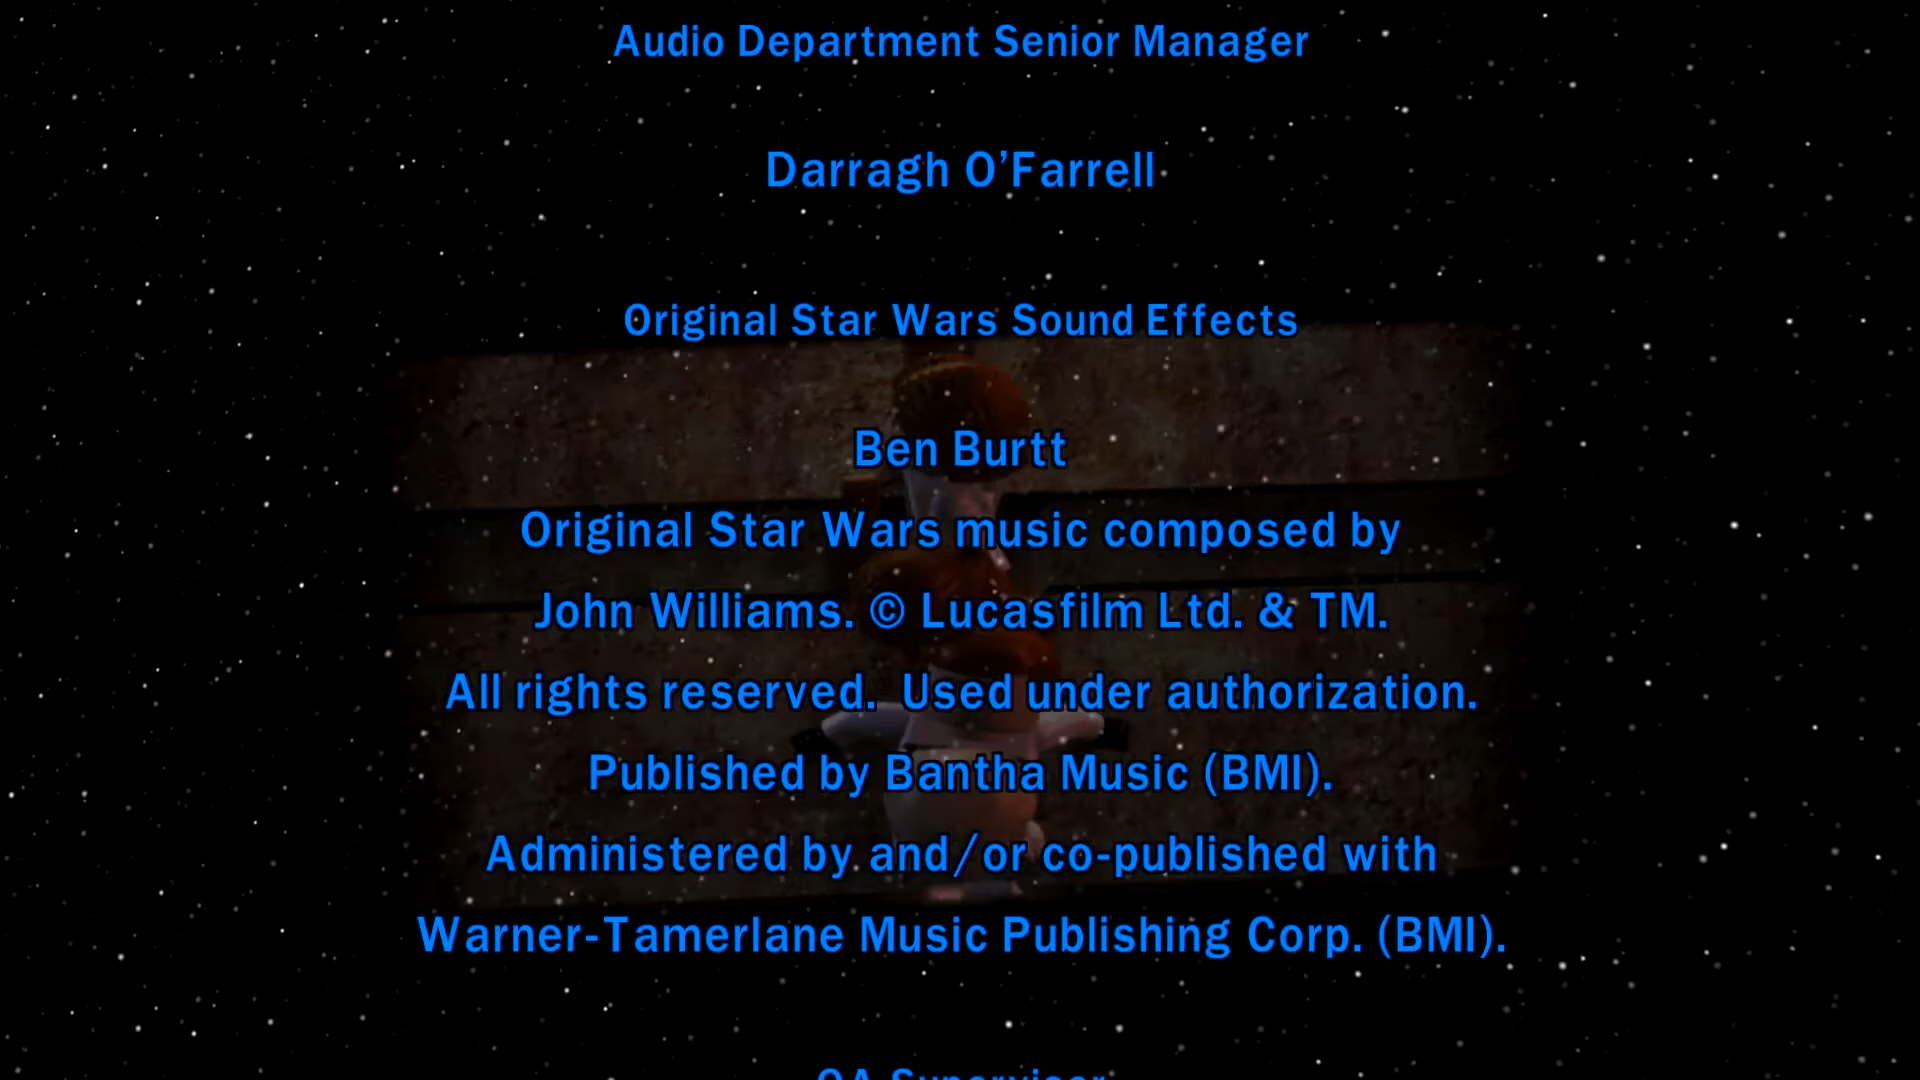 Audio Department Senior Manager
Darragh O’Farrell
Original Star Wars Sound Effects
Ben Burtt
Original Star Wars music composed by
John Williams. © Lucasfilm Ltd. & TM.
All rights reserved.  Used under authorization.
Published by Bantha Music (BMI).
Administered by and/or co-published with
Warner-Tamerlane Music Publishing Corp. (BMI).
QA Supervisor